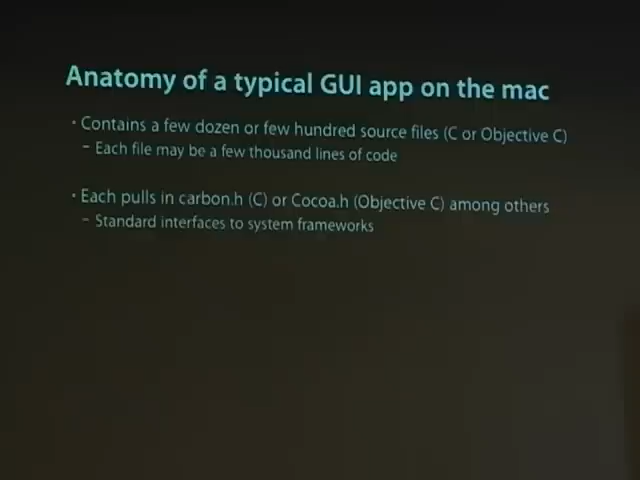 Anatomy of a typical GUI app on the mac
· Contains a few dozen or few hundred source files (C or Objective C)
– Each file may be a few thousand lines of code
· Each pulls in carbon.h (C) or Cocoa.h (Objective C) among others
– Standard interfaces to system frameworks